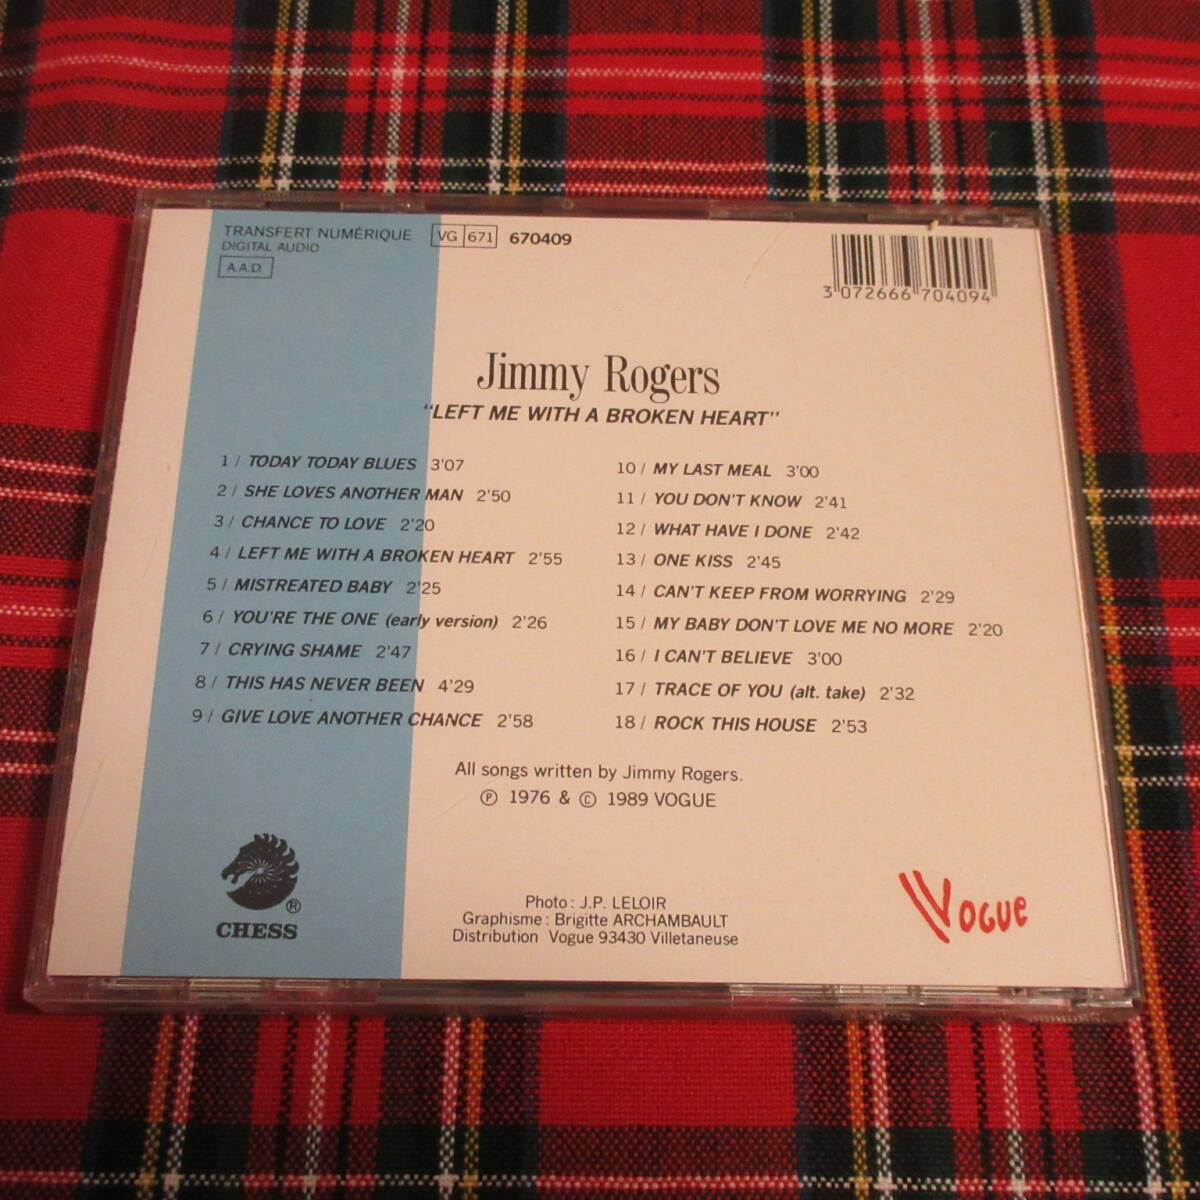 TRANSFERT NUMÉRIQUE VG 671 670409
DIGITAL AUDIO
A.A.D.
3 072666 704094
Jimmy Rogers
"LEFT ME WITH A BROKEN HEART"
1 / TODAY TODAY BLUES 3'07
2 / SHE LOVES ANOTHER MAN 2'50
3 / CHANCE TO LOVE 2'20
4 / LEFT ME WITH A BROKEN HEART 2'55
5 / MISTREATED BABY 2'25
6 / YOU'RE THE ONE (early version) 2'26
7 / CRYING SHAME 2'47
8 / THIS HAS NEVER BEEN 4'29
9 / GIVE LOVE ANOTHER CHANCE 2'58
10 / MY LAST MEAL 3'00
11 / YOU DON'T KNOW 2'41
12 / WHAT HAVE I DONE 2'42
13 / ONE KISS 2'45
14 / CAN'T KEEP FROM WORRYING 2'29
15 / MY BABY DON'T LOVE ME NO MORE 2'20
16 / I CAN'T BELIEVE 3'00
17 / TRACE OF YOU (alt. take) 2'32
18 / ROCK THIS HOUSE 2'53
All songs written by Jimmy Rogers.
℗ 1976 & © 1989 VOGUE
®
CHESS
Photo : J.P. LELOIR
Graphisme : Brigitte ARCHAMBAULT
Distribution Vogue 93430 Villetaneuse
VOGUE